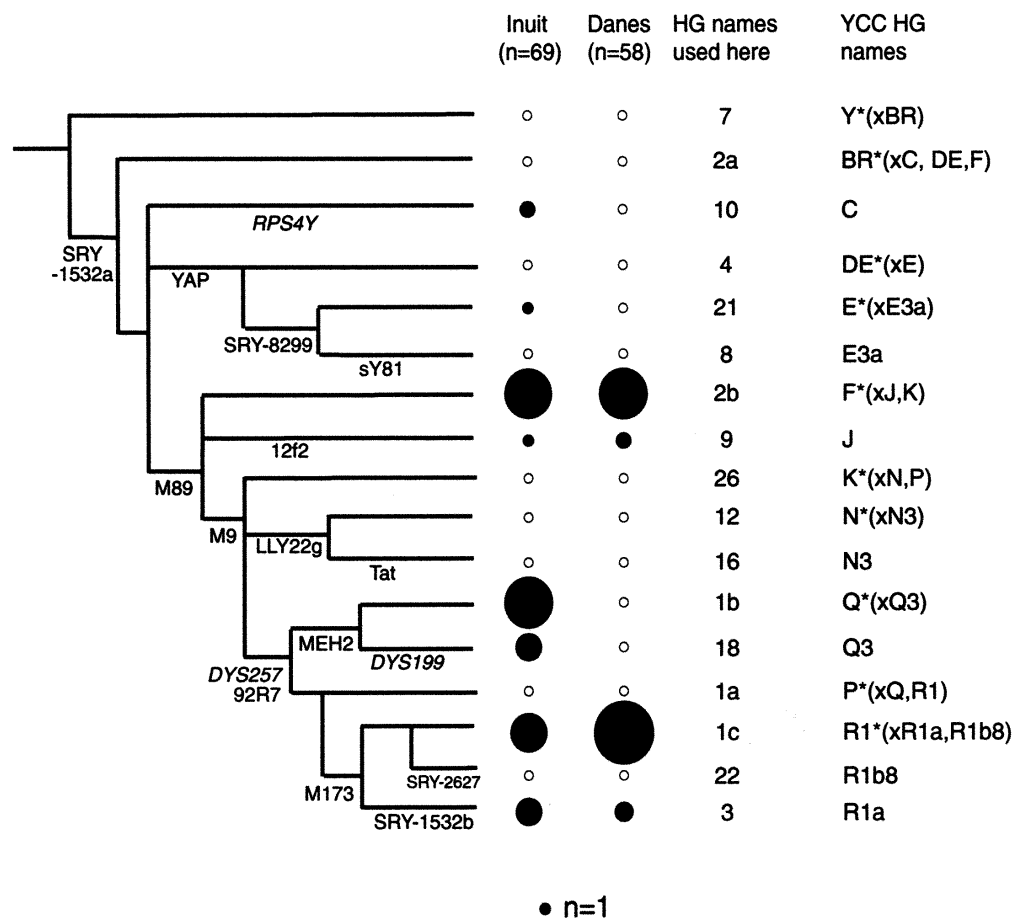 Inuit Danes HG names YCC HG
(n=69) (n=58) used here names
7 Y*(xBR)
2a BR*(xC, DE,F)
10 C
RPS4Y
SRY
-1532a
4 DE*(xE)
YAP
21 E*(xE3a)
SRY-8299
8 E3a
sY81
2b F*(xJ,K)
9 J
12f2
M89
26 K*(xN,P)
12 N*(xN3)
M9
LLY22g
16 N3
Tat
1b Q*(xQ3)
MEH2
18 Q3
DYS199
DYS257
92R7
1a P*(xQ,R1)
1c R1*(xR1a,R1b8)
22 R1b8
SRY-2627
M173
3 R1a
SRY-1532b
n=1